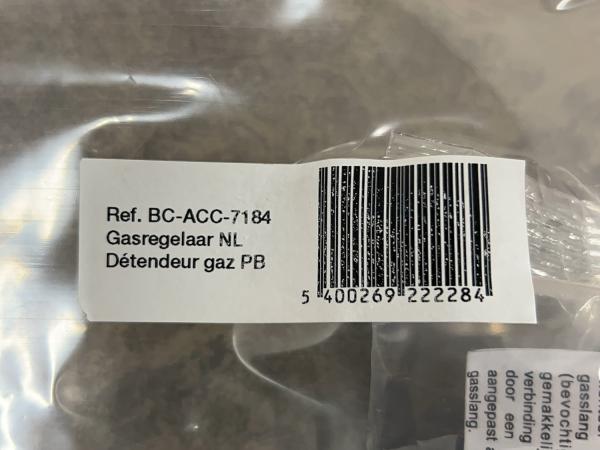 Ref. BC-ACC-7184
Gasregelaar NL
Détendeur gaz PB
5 400269 222284
gasslang
(bevochti
gemakkeli
verbinding
door een
aangepast
gasslang.